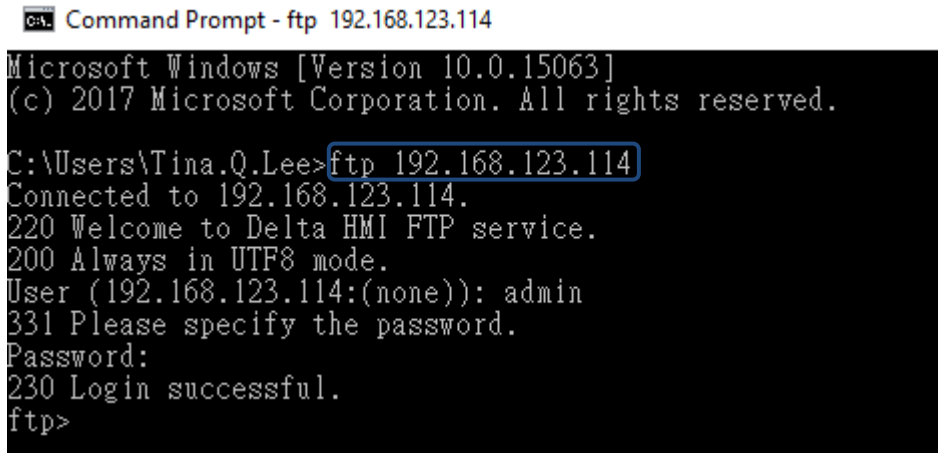 Command Prompt - ftp 192.168.123.114
Microsoft Windows [Version 10.0.15063]
(c) 2017 Microsoft Corporation. All rights reserved.
C:\Users\Tina.Q.Lee>ftp 192.168.123.114
Connected to 192.168.123.114.
220 Welcome to Delta HMI FTP service.
200 Always in UTF8 mode.
User (192.168.123.114:(none)): admin
331 Please specify the password.
Password:
230 Login successful.
ftp>